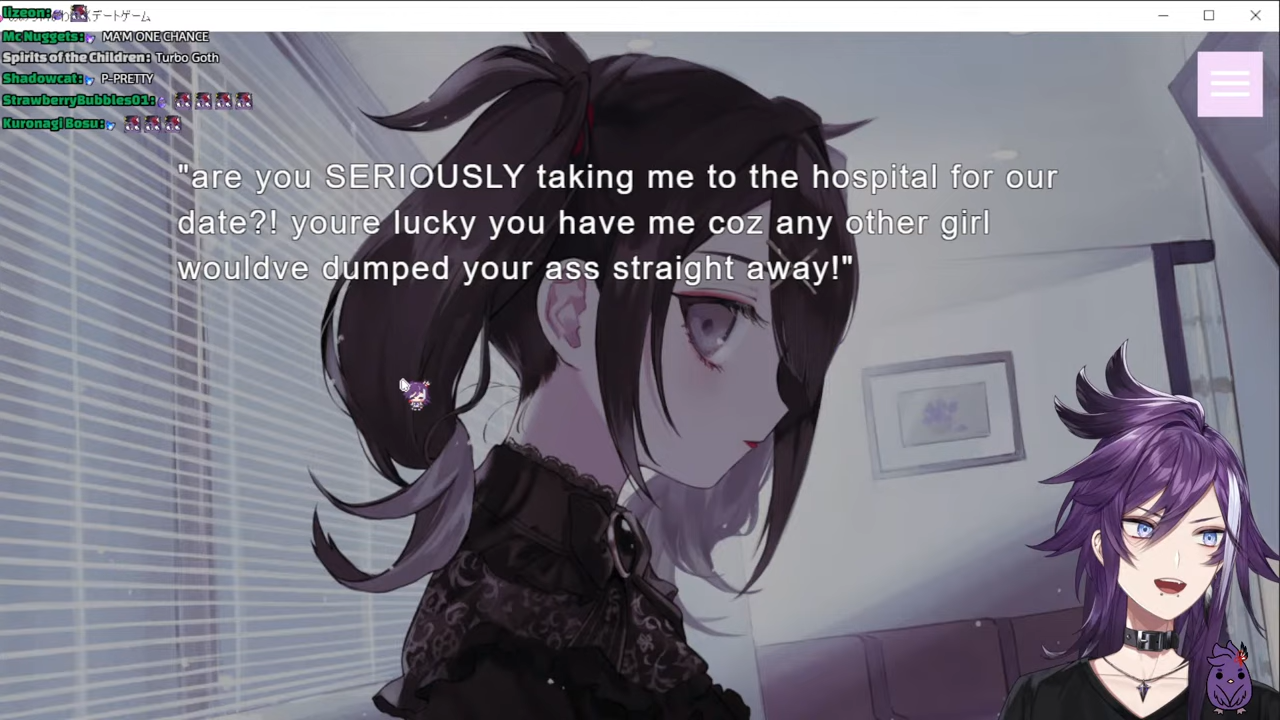 lizeon:
デートゲーム
Mc Nuggets: MA'M ONE CHANCE
Spirits of the Children: Turbo Goth
Shadowcat: P-PRETTY
StrawberryBubbles01:
Kuronagi Bosu:
"are you SERIOUSLY taking me to the hospital for our
date?! youre lucky you have me coz any other girl
wouldve dumped your ass straight away!"